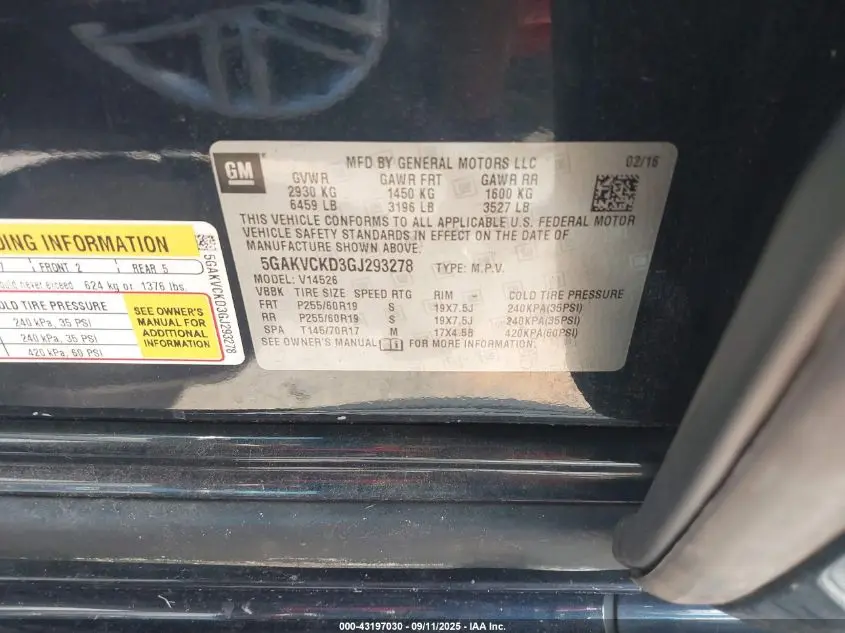 GM
MFD BY GENERAL MOTORS LLC 02/16
GVWR GAWR FRT GAWR RR
2930 KG 1450 KG 1600 KG
6459 LB 3196 LB 3527 LB
THIS VEHICLE CONFORMS TO ALL APPLICABLE U.S. FEDERAL MOTOR
VEHICLE SAFETY STANDARDS IN EFFECT ON THE DATE OF
MANUFACTURE SHOWN ABOVE.
5GAKVCKD3GJ293278 TYPE: M.P.V.
MODEL: V14526
V8BK TIRE SIZE SPEED RTG RIM COLD TIRE PRESSURE
FRT P255/60R19 S 19X7.5J 240KPA(35PSI)
RR P255/60R19 S 19X7.5J 240KPA(35PSI)
SPA T145/70R17 M 17X4.5B 420KPA(60PSI)
SEE OWNER'S MANUAL FOR MORE INFORMATION.
DING INFORMATION
FRONT 2 REAR 5
never exceed 624 kg or 1376 lbs.
COLD TIRE PRESSURE
240 kPa, 35 PSI
240 kPa, 35 PSI
420 kPa, 60 PSI
SEE OWNER'S
MANUAL FOR
ADDITIONAL
INFORMATION
5GAKVCKD3GJ293278
000-43197030 - 09/11/2025 - IAA Inc.